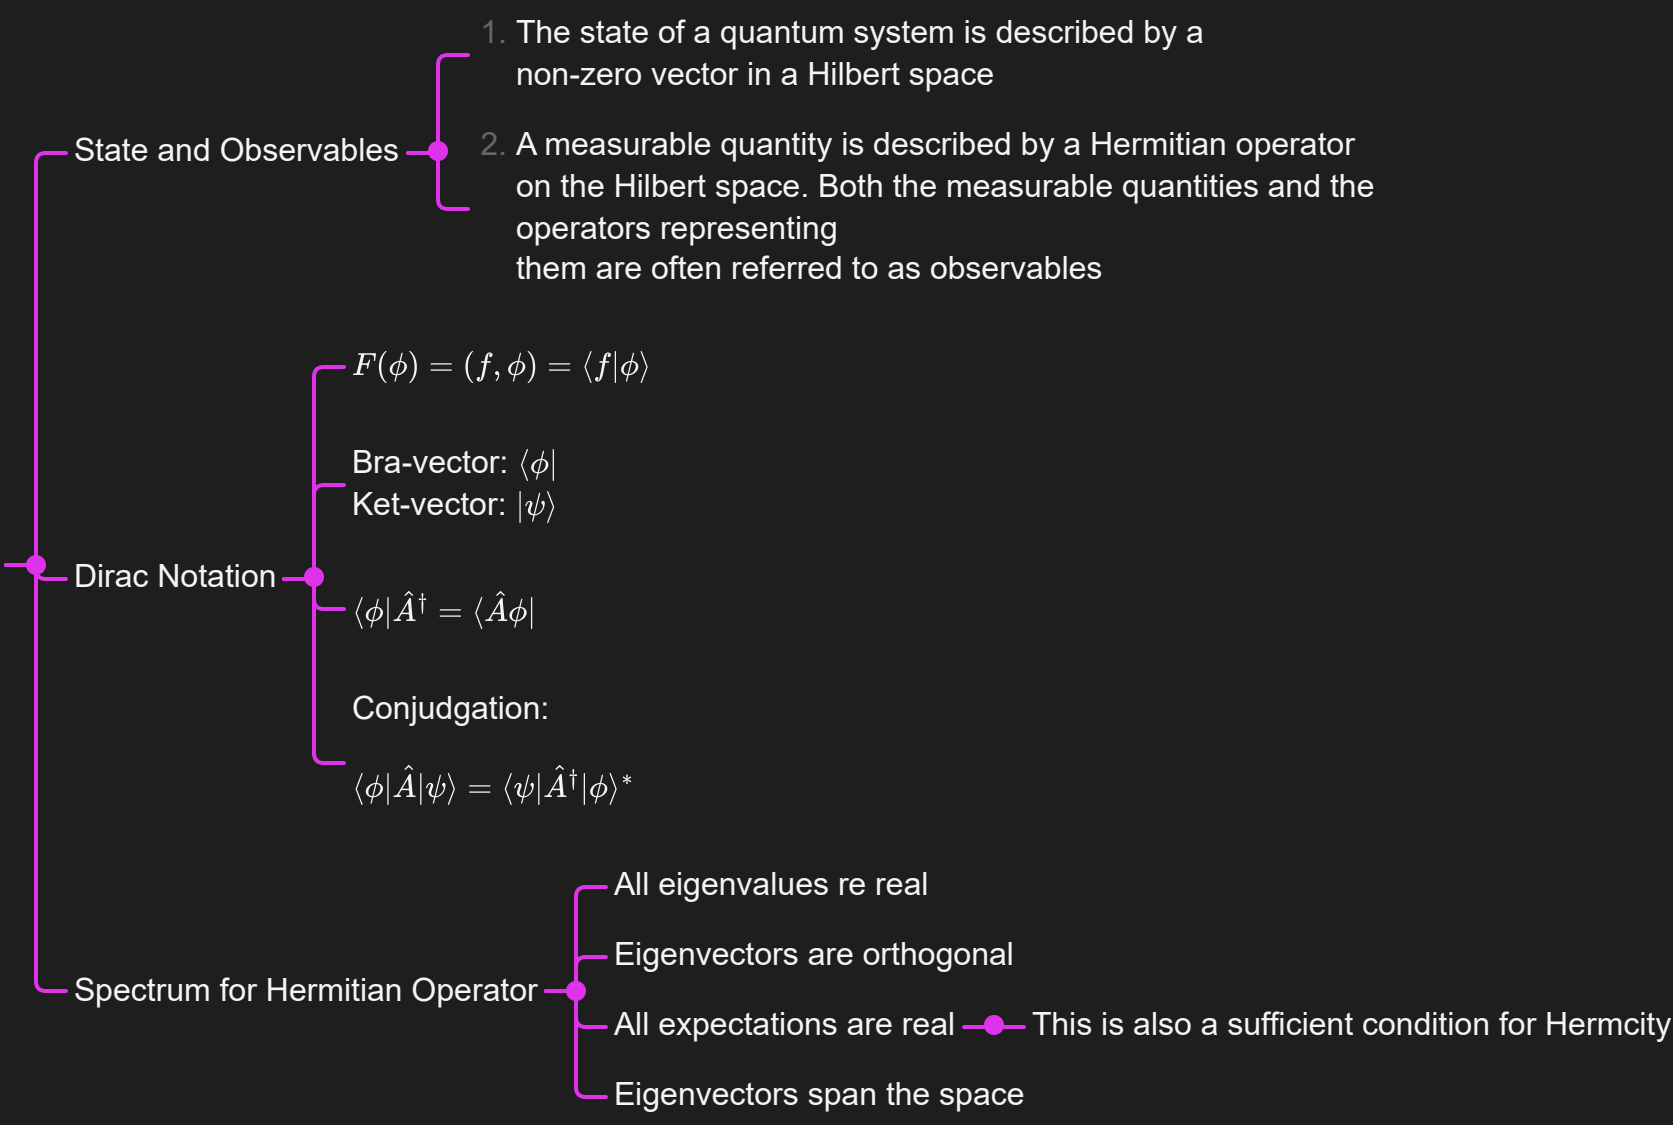 1. The state of a quantum system is described by a
non-zero vector in a Hilbert space
State and Observables
2. A measurable quantity is described by a Hermitian operator
on the Hilbert space. Both the measurable quantities and the
operators representing
them are often referred to as observables
F(ϕ) = (f, ϕ) = ⟨f|ϕ⟩
Bra-vector: ⟨ϕ|
Ket-vector: |ψ⟩
Dirac Notation
⟨ϕ|Â† = ⟨Âϕ|
Conjudgation:
⟨ϕ|Â|ψ⟩ = ⟨ψ|Â†|ϕ⟩*
All eigenvalues re real
Eigenvectors are orthogonal
Spectrum for Hermitian Operator
All expectations are real
This is also a sufficient condition for Hermcity
Eigenvectors span the space